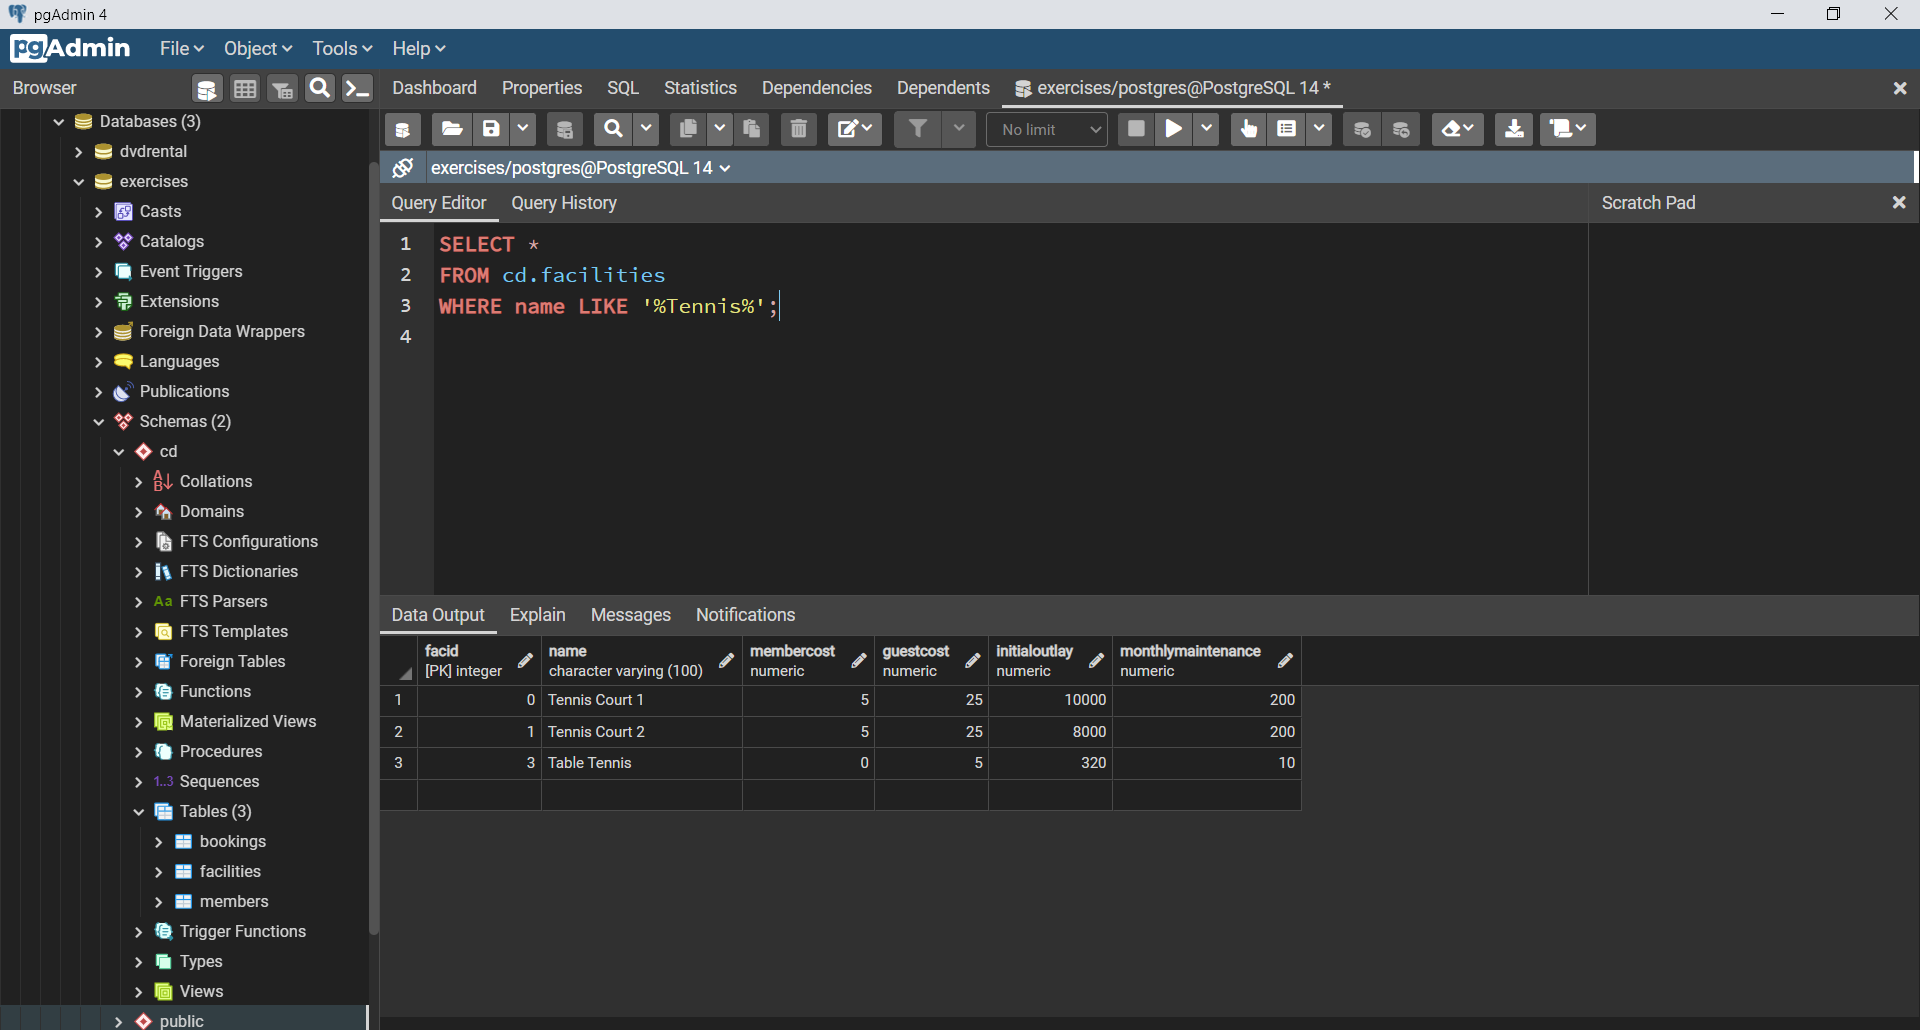 pgAdmin 4
pgAdmin File Object Tools Help
Browser
Dashboard Properties SQL Statistics Dependencies Dependents exercises/postgres@PostgreSQL 14 *
No limit
exercises/postgres@PostgreSQL 14
Query Editor Query History
Scratch Pad
Databases (3)
dvdrental
exercises
Casts
Catalogs
Event Triggers
Extensions
Foreign Data Wrappers
Languages
Publications
Schemas (2)
cd
Collations
Domains
FTS Configurations
FTS Dictionaries
Aa FTS Parsers
FTS Templates
Foreign Tables
Functions
Materialized Views
Procedures
1..3 Sequences
Tables (3)
bookings
facilities
members
Trigger Functions
Types
Views
public
1 SELECT *
2 FROM cd.facilities
3 WHERE name LIKE '%Tennis%';
4
Data Output Explain Messages Notifications
facid name membercost guestcost initialoutlay monthlymaintenance
[PK] integer character varying (100) numeric numeric numeric numeric
1 0 Tennis Court 1 5 25 10000 200
2 1 Tennis Court 2 5 25 8000 200
3 3 Table Tennis 0 5 320 10